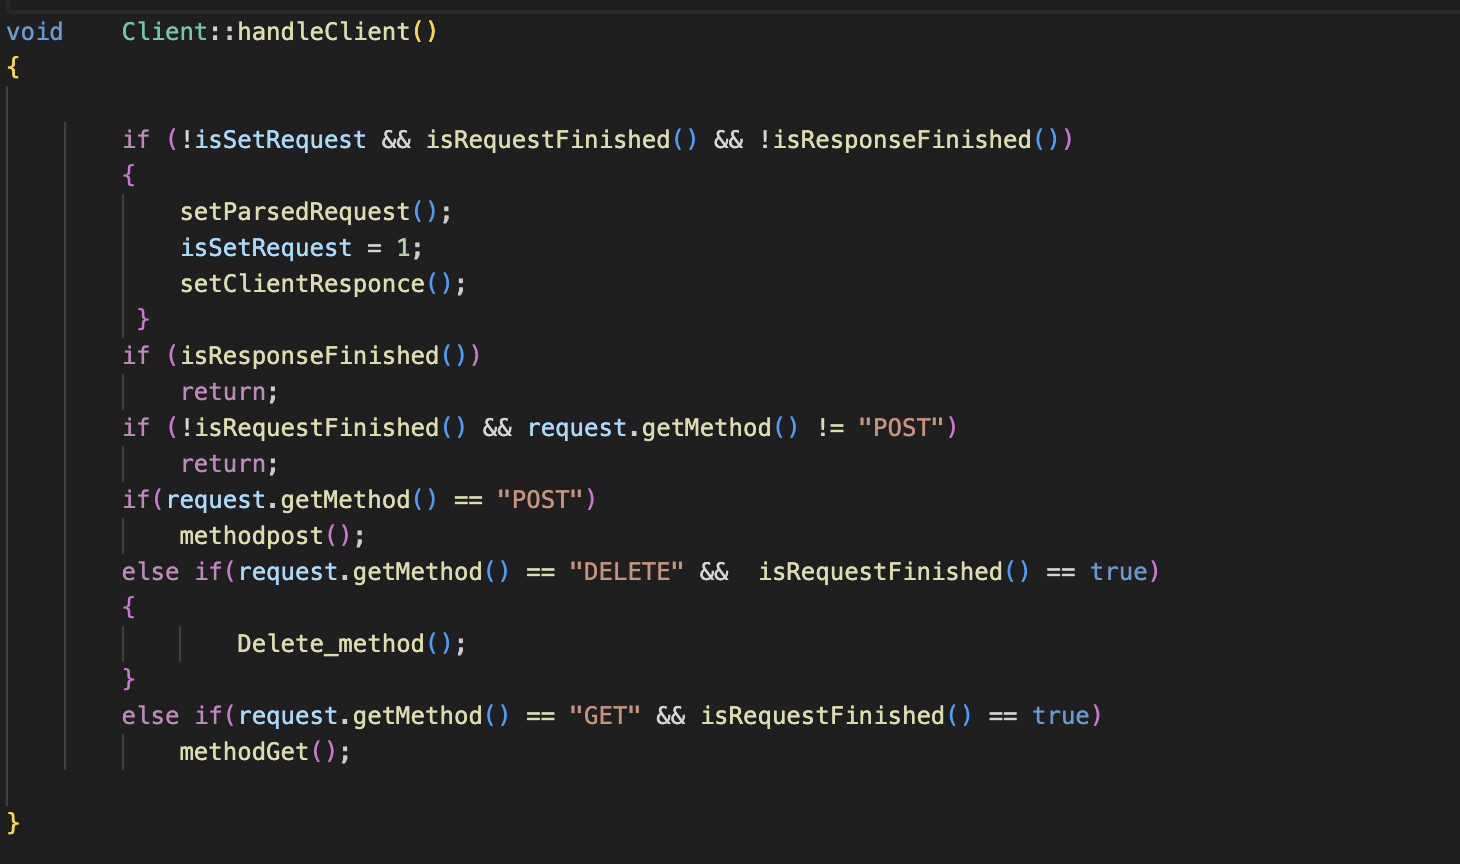 void    Client::handleClient()
{
        if (!isSetRequest && isRequestFinished() && !isResponseFinished())
        {
            setParsedRequest();
            isSetRequest = 1;
            setClientResponce();
         }
        if (isResponseFinished())
            return;
        if (!isRequestFinished() && request.getMethod() != "POST")
            return;
        if(request.getMethod() == "POST")
            methodpost();
        else if(request.getMethod() == "DELETE" &&  isRequestFinished() == true)
        {
                Delete_method();
        }
        else if(request.getMethod() == "GET" && isRequestFinished() == true)
            methodGet();
}